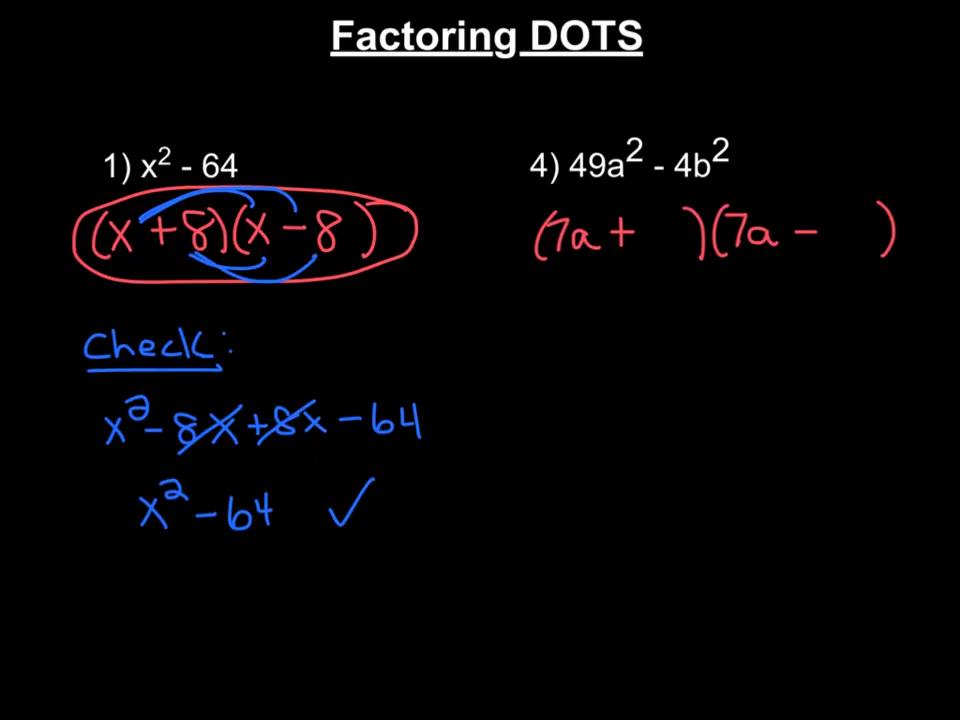 Factoring DOTS
1) x² - 64
(x + 8)(x - 8)
Check:
x² - 8x + 8x - 64
x² - 64 ✓
4) 49a² - 4b²
(7a +   )(7a -   )